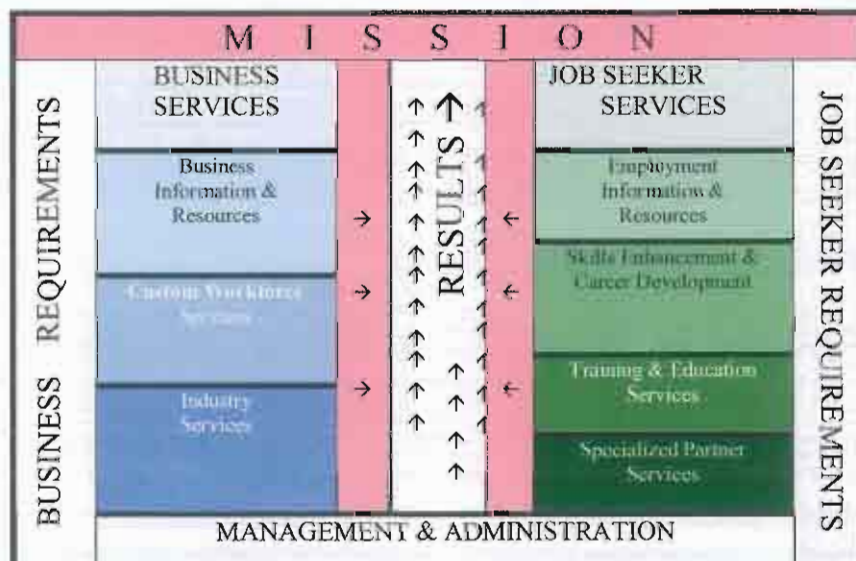 M I S S I O N
BUSINESS REQUIREMENTS
BUSINESS
SERVICES
Business
Information &
Resources
Custom Workforce
Services
Industry
Services
RESULTS
JOB SEEKER
SERVICES
Employment
Information &
Resources
Skills Enhancement &
Career Development
Training & Education
Services
Specialized Partner
Services
JOB SEEKER REQUIREMENTS
MANAGEMENT & ADMINISTRATION